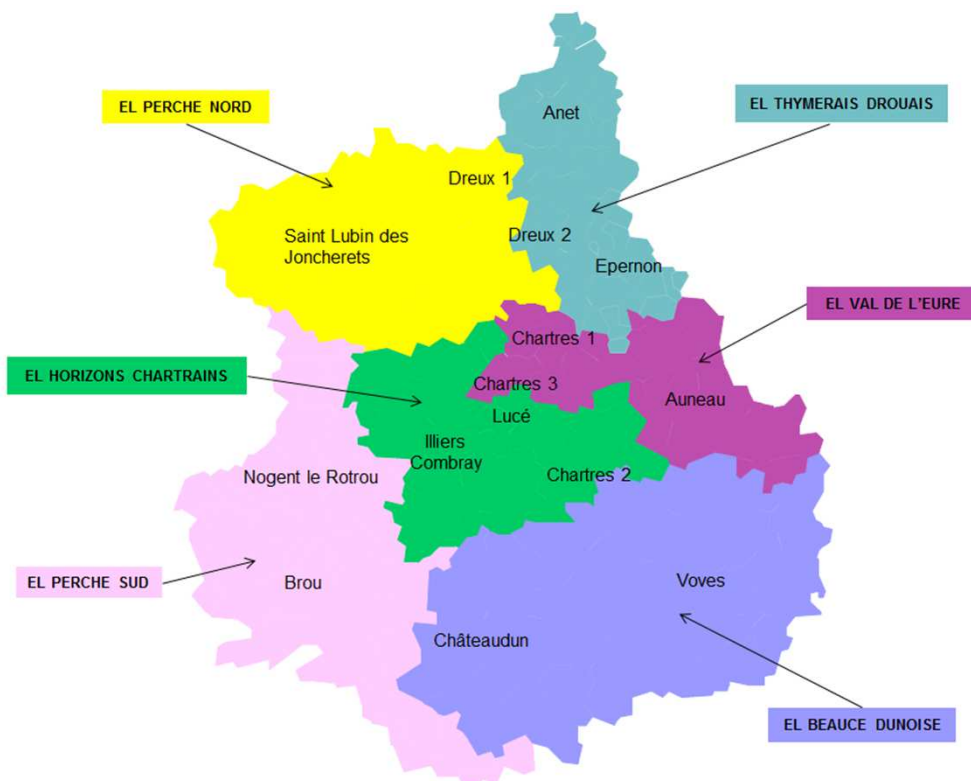 Anet
EL PERCHE NORD
EL THYMERAIS DROUAIS
Dreux 1
Saint Lubin des
Joncherets
Dreux 2
Epernon
EL VAL DE L'EURE
Chartres 1
EL HORIZONS CHARTRAINS
Chartres 3
Auneau
Lucé
Illiers
Combray
Nogent le Rotrou
Chartres 2
EL PERCHE SUD
Brou
Voves
Châteaudun
EL BEAUCE DUNOISE